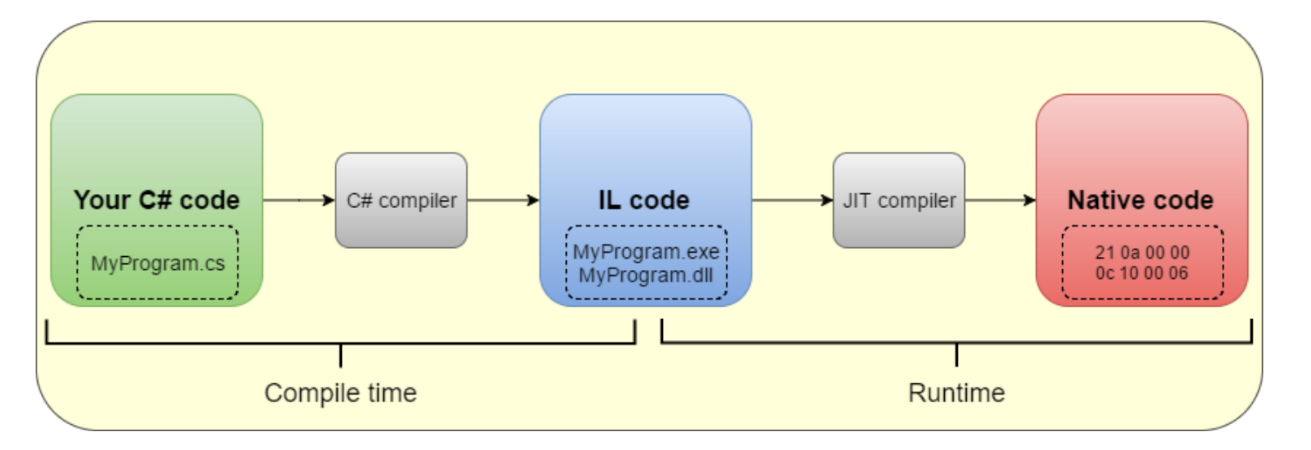 Your C# code
MyProgram.cs
C# compiler
IL code
MyProgram.exe
MyProgram.dll
JIT compiler
Native code
21 0a 00 00
0c 10 00 06
Compile time
Runtime